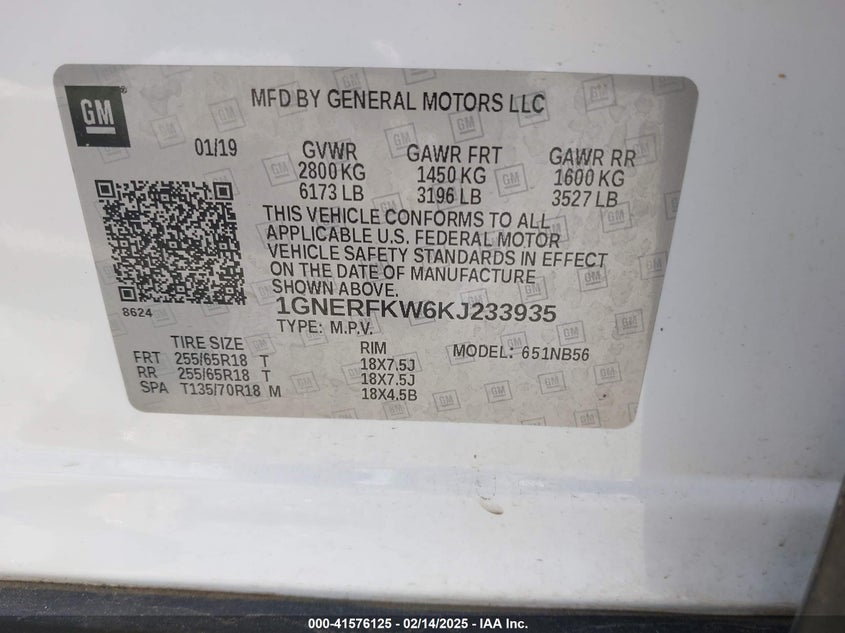 GM
MFD BY GENERAL MOTORS LLC
01/19 GVWR GAWR FRT GAWR RR
2800 KG 1450 KG 1600 KG
6173 LB 3196 LB 3527 LB
THIS VEHICLE CONFORMS TO ALL
APPLICABLE U.S. FEDERAL MOTOR
VEHICLE SAFETY STANDARDS IN EFFECT
ON THE DATE OF MANUFACTURE
SHOWN ABOVE.
8624
1GNERFKW6KJ233935
TYPE: M.P.V.
TIRE SIZE RIM MODEL: 651NB56
FRT 255/65R18 T 18X7.5J
RR 255/65R18 T 18X7.5J
SPA T135/70R18 M 18X4.5B
000-41576125 - 02/14/2025 - IAA Inc.